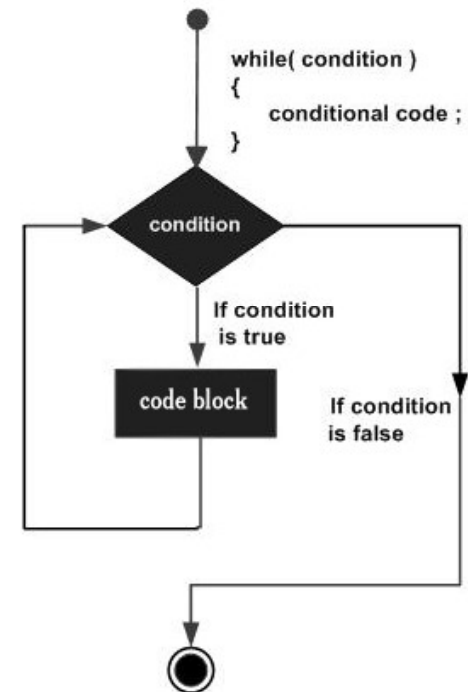 while( condition )
{
conditional code ;
}
condition
If condition
is true
code block
If condition
is false